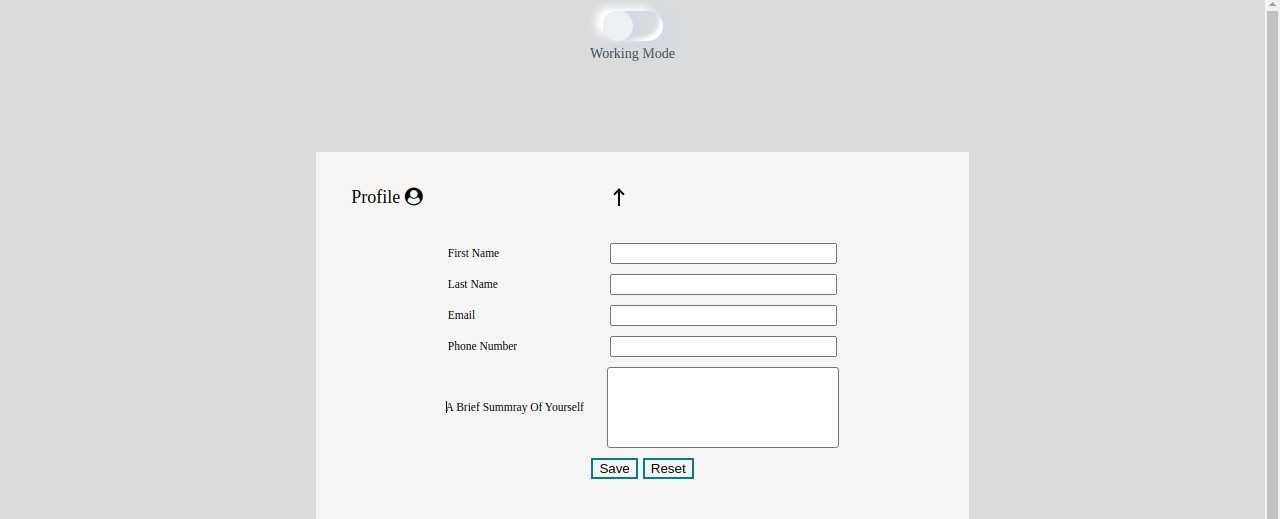 Working Mode
Profile
First Name
Last Name
Email
Phone Number
A Brief Summray Of Yourself
Save Reset